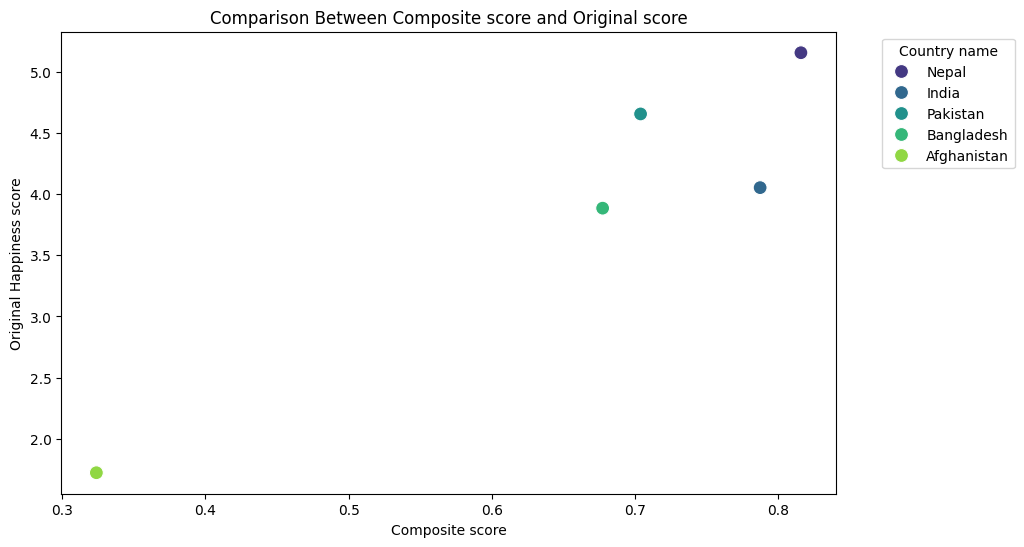 Comparison Between Composite score and Original score
Country name
Nepal
India
Pakistan
Bangladesh
Afghanistan
Original Happiness score
5.0
4.5
4.0
3.5
3.0
2.5
2.0
0.3
0.4
0.5
0.6
0.7
0.8
Composite score